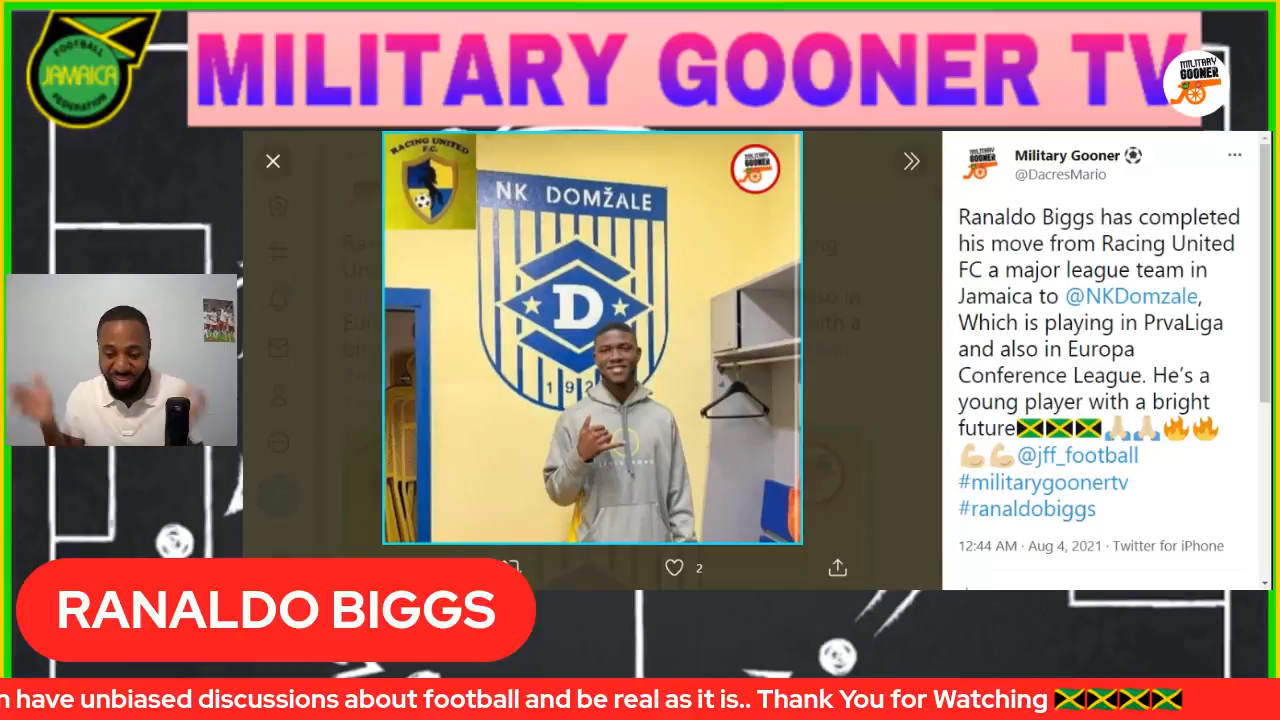 FOOTBALL
JAMAICA
FEDERATION
MILITARY GOONER TV
MILITARY
GOONER
RACING UNITED
F.C.
NK DOMŽALE
D
192
Military Gooner ⚽
@DacresMario
Ranaldo Biggs has completed
his move from Racing United
FC a major league team in
Jamaica to @NKDomzale,
Which is playing in PrvaLiga
and also in Europa
Conference League. He's a
young player with a bright
future🇯🇲🇯🇲🇯🇲🙏🏼🙏🏼🔥🔥
💪🏼💪🏼@jff_football
#militarygoonertv
#ranaldobiggs
12:44 AM · Aug 4, 2021 · Twitter for iPhone
2
RANALDO BIGGS
have unbiased discussions about football and be real as it is.. Thank You for Watching 🇯🇲🇯🇲🇯🇲🇯🇲